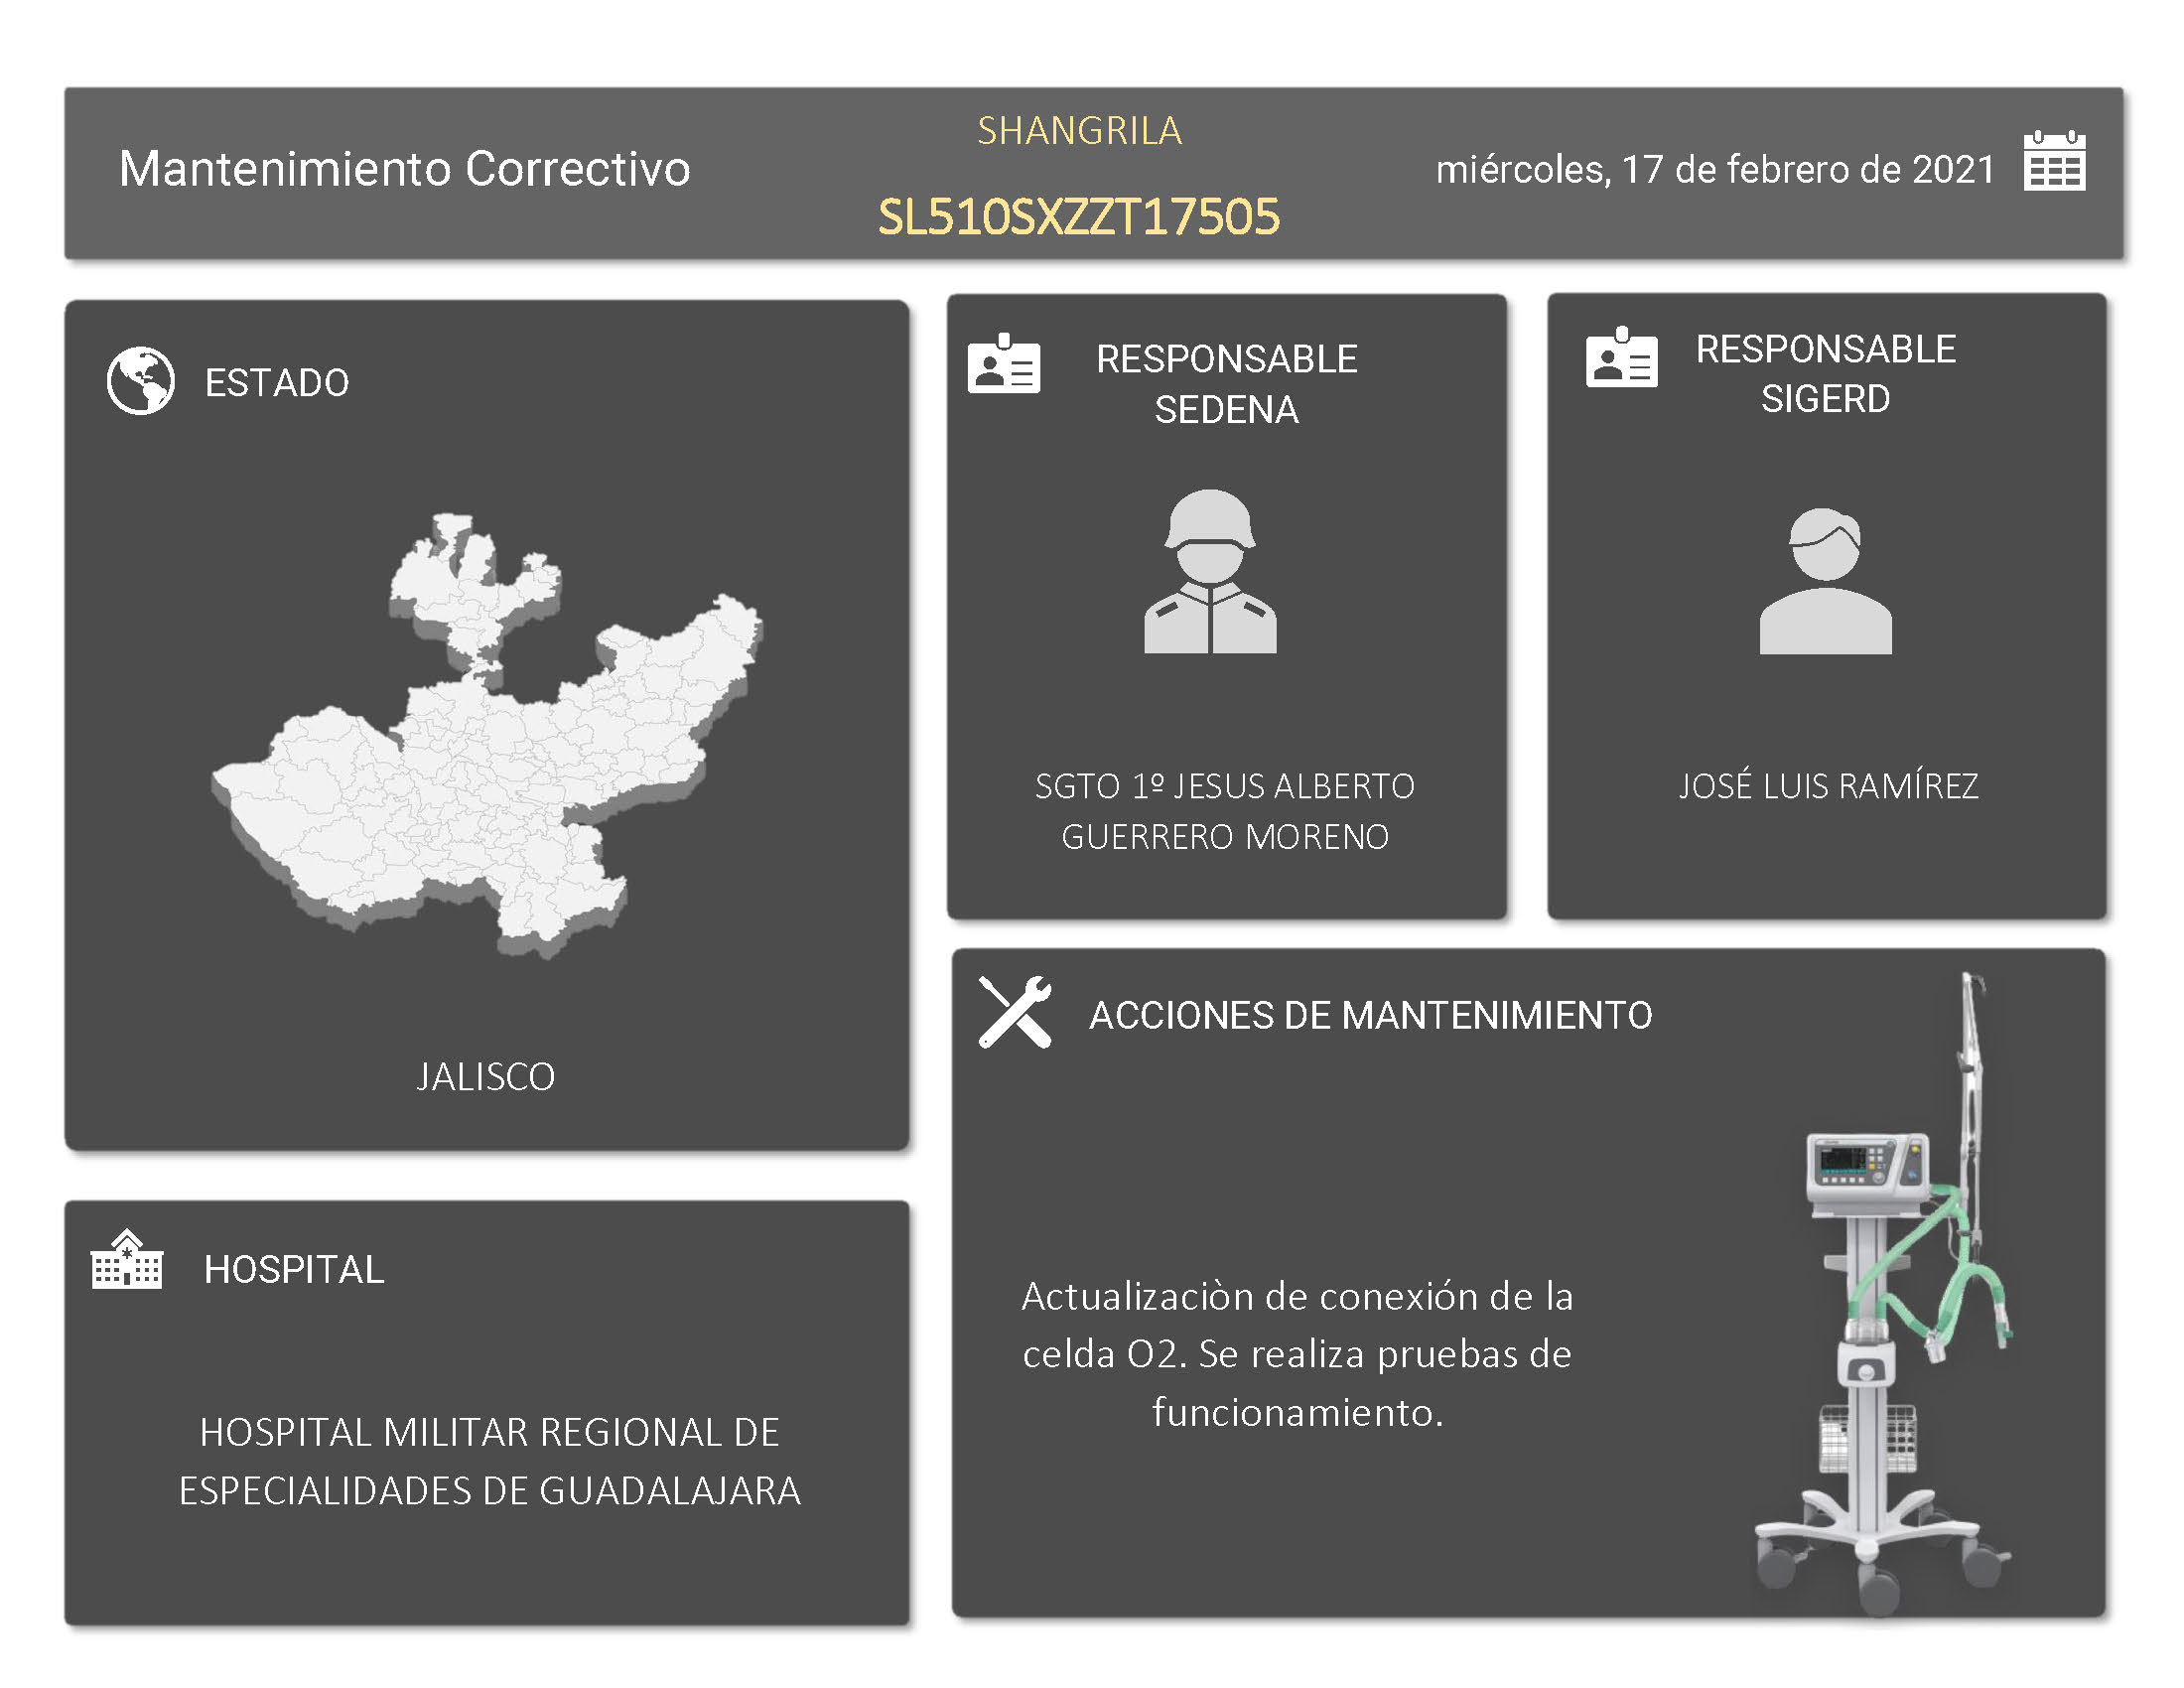 Mantenimiento Correctivo
SHANGRILA
SL510SXZZT17505
miércoles, 17 de febrero de 2021
ESTADO
JALISCO
RESPONSABLE
SEDENA
SGTO 1º JESUS ALBERTO
GUERRERO MORENO
RESPONSABLE
SIGERD
JOSÉ LUIS RAMÍREZ
HOSPITAL
HOSPITAL MILITAR REGIONAL DE
ESPECIALIDADES DE GUADALAJARA
ACCIONES DE MANTENIMIENTO
Actualizaciòn de conexión de la
celda O2. Se realiza pruebas de
funcionamiento.